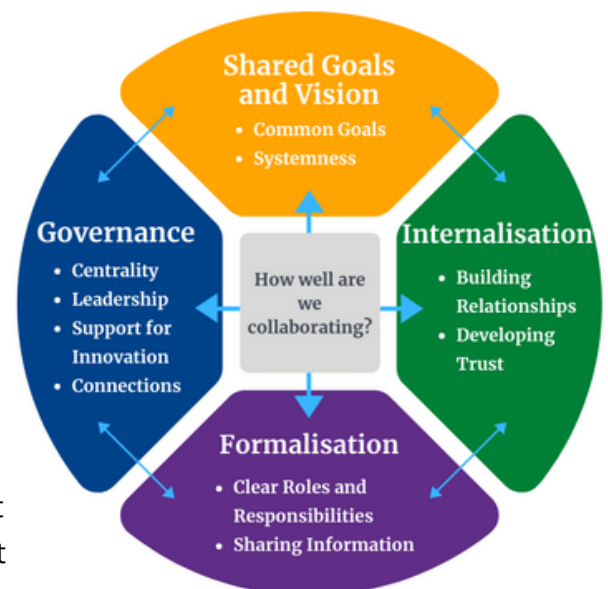 Shared Goals
and Vision
• Common Goals
• Systemness
Governance
• Centrality
• Leadership
• Support for
Innovation
• Connections
How well are
we
collaborating?
Internalisation
• Building
Relationships
• Developing
Trust
Formalisation
• Clear Roles and
Responsibilities
• Sharing Information
t
t